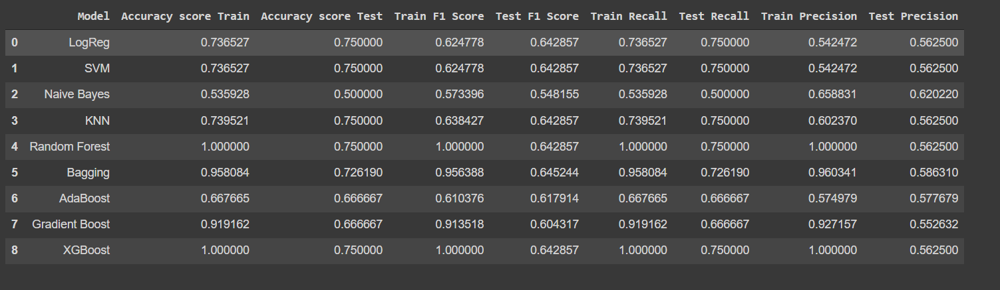 Model Accuracy score Train Accuracy score Test Train F1 Score Test F1 Score Train Recall Test Recall Train Precision Test Precision
0 LogReg 0.736527 0.750000 0.624778 0.642857 0.736527 0.750000 0.542472 0.562500
1 SVM 0.736527 0.750000 0.624778 0.642857 0.736527 0.750000 0.542472 0.562500
2 Naive Bayes 0.535928 0.500000 0.573396 0.548155 0.535928 0.500000 0.658831 0.620220
3 KNN 0.739521 0.750000 0.638427 0.642857 0.739521 0.750000 0.602370 0.562500
4 Random Forest 1.000000 0.750000 1.000000 0.642857 1.000000 0.750000 1.000000 0.562500
5 Bagging 0.958084 0.726190 0.956388 0.645244 0.958084 0.726190 0.960341 0.586310
6 AdaBoost 0.667665 0.666667 0.610376 0.617914 0.667665 0.666667 0.574979 0.577679
7 Gradient Boost 0.919162 0.666667 0.913518 0.604317 0.919162 0.666667 0.927157 0.552632
8 XGBoost 1.000000 0.750000 1.000000 0.642857 1.000000 0.750000 1.000000 0.562500